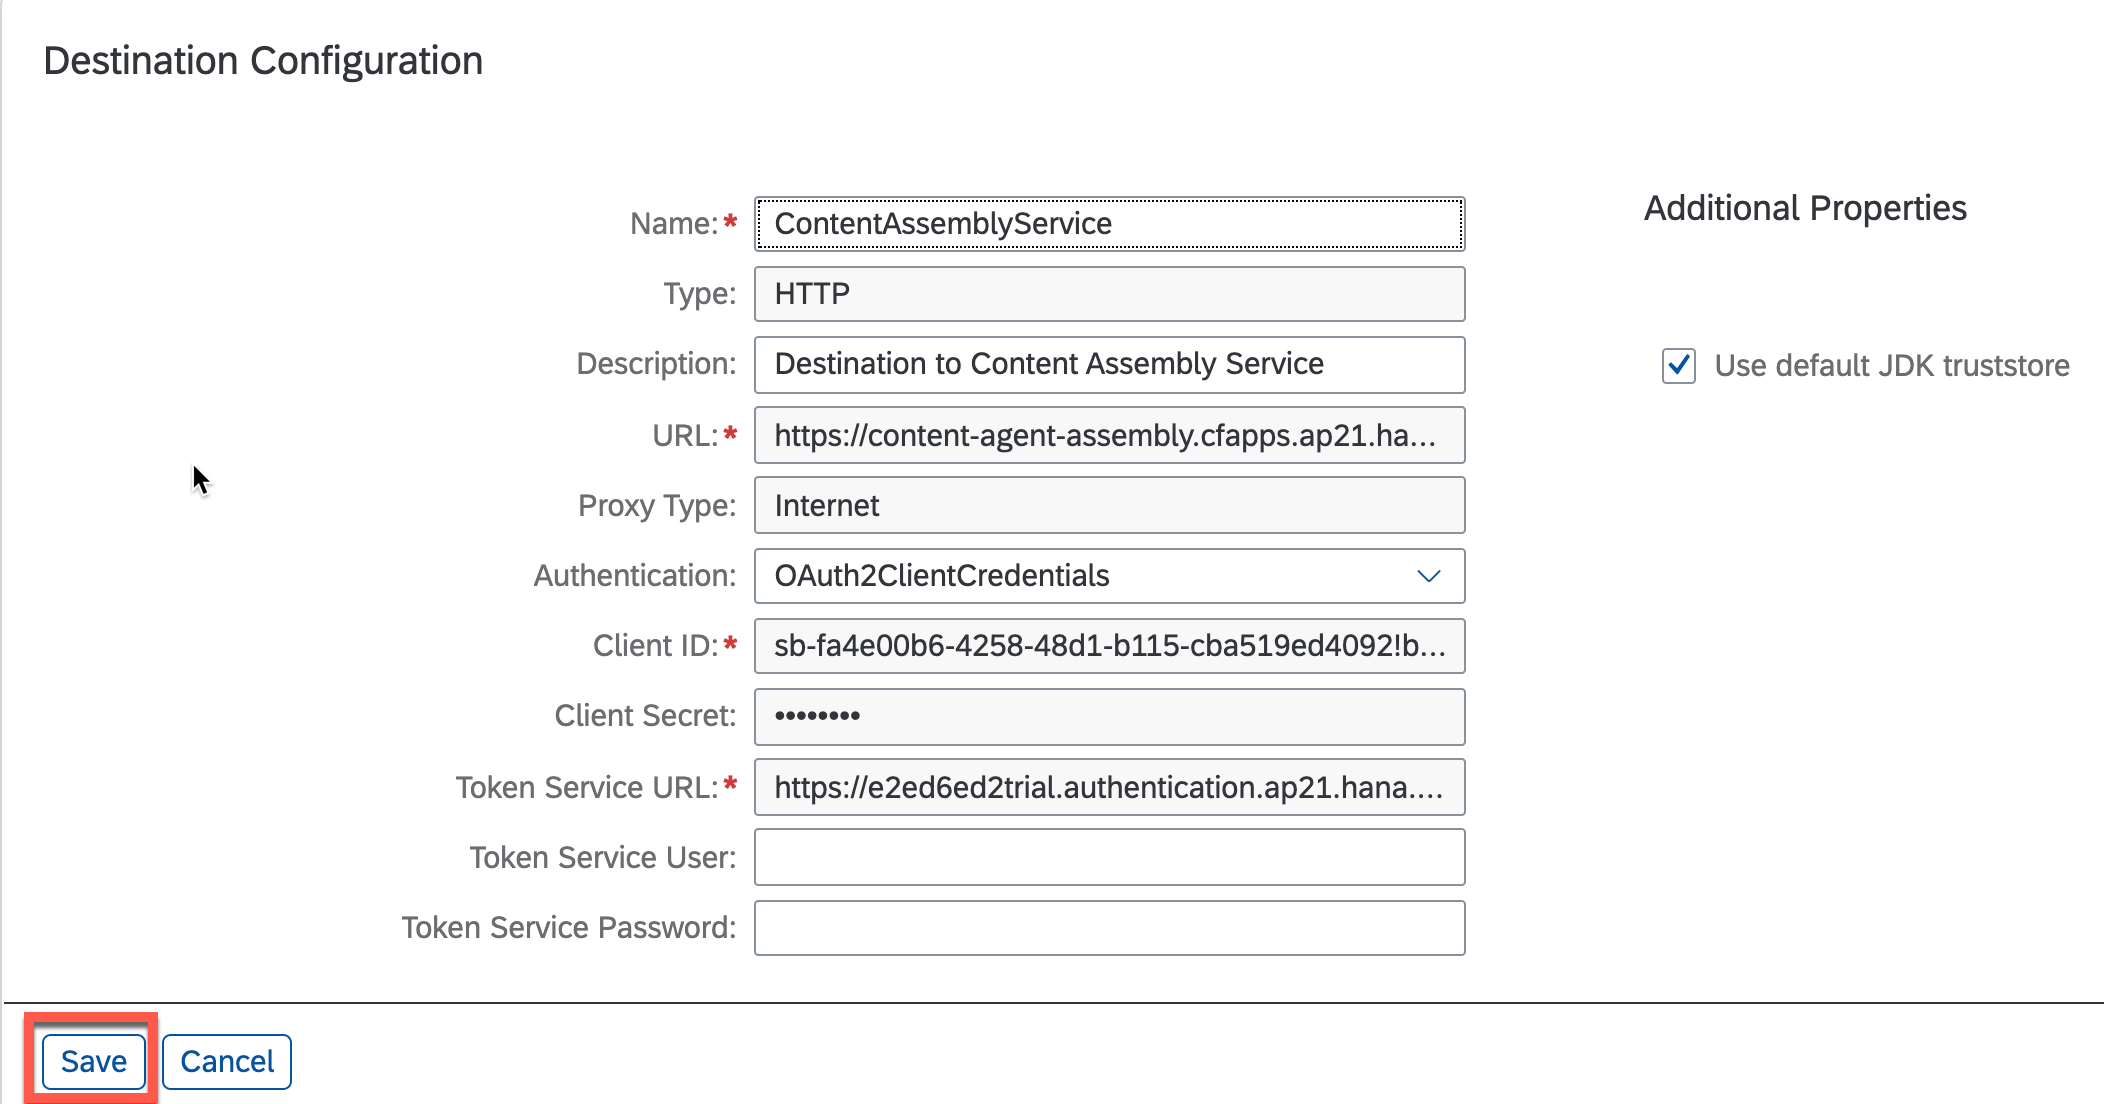 Destination Configuration
Name:* ContentAssemblyService
Additional Properties
Type: HTTP
Description: Destination to Content Assembly Service
Use default JDK truststore
URL:* https://content-agent-assembly.cfapps.ap21.ha...
Proxy Type: Internet
Authentication: OAuth2ClientCredentials
Client ID:* sb-fa4e00b6-4258-48d1-b115-cba519ed4092!b...
Client Secret: ••••••••
Token Service URL:* https://e2ed6ed2trial.authentication.ap21.hana....
Token Service User:
Token Service Password:
Save Cancel